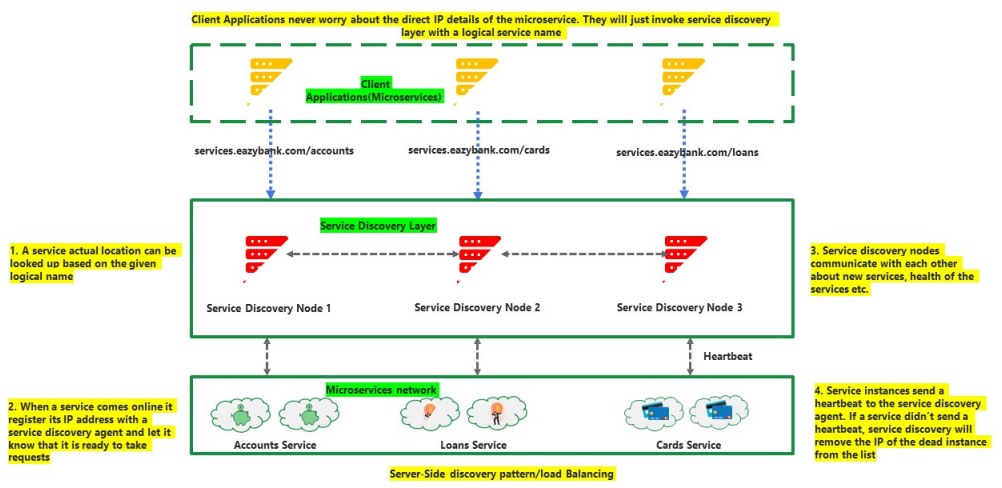 Client Applications never worry about the direct IP details of the microservice. They will just invoke service discovery
layer with a logical service name
Client
Applications(Microservices)
services.eazybank.com/accounts
services.eazybank.com/cards
services.eazybank.com/loans
Service Discovery Layer
1. A service actual location can be
looked up based on the given
logical name
3. Service discovery nodes
communicate with each other
about new services, health of the
services etc.
Service Discovery Node 1
Service Discovery Node 2
Service Discovery Node 3
Heartbeat
Microservices network
2. When a service comes online it
register its IP address with a
service discovery agent and let it
know that it is ready to take
requests
4. Service instances send a
heartbeat to the service discovery
agent. If a service didn't send a
heartbeat, service discovery will
remove the IP of the dead instance
from the list
Accounts Service
Loans Service
Cards Service
Server-Side discovery pattern/load Balancing